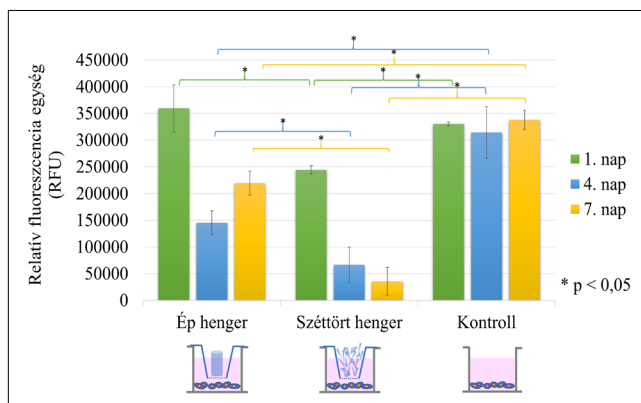 Relatív fluoreszcencia egység
(RFU)
450000
400000
350000
300000
250000
200000
150000
100000
50000
0
*
*
*
*
*
*
*
*
1. nap
4. nap
7. nap
* p < 0,05
Ép henger
Széttört henger
Kontroll